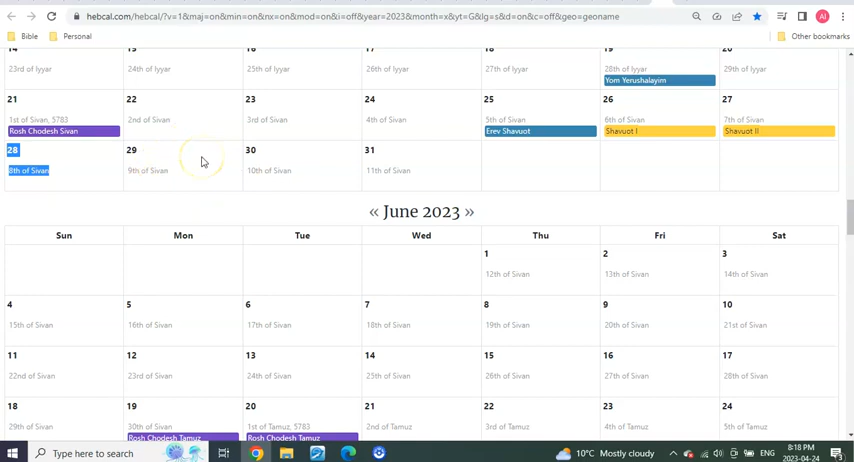 hebcal.com/hebcal/?v=1&maj=on&min=on&nx=on&mod=on&i=off&year=2023&month=x&yt=G&lg=s&d=on&c=off&geo=geoname
Bible Personal Other bookmarks
14 15 16 17 18 19 20
23rd of Iyyar 24th of Iyyar 25th of Iyyar 26th of Iyyar 27th of Iyyar 28th of Iyyar 29th of Iyyar
Yom Yerushalayim
21 22 23 24 25 26 27
1st of Sivan, 5783 2nd of Sivan 3rd of Sivan 4th of Sivan 5th of Sivan 6th of Sivan 7th of Sivan
Rosh Chodesh Sivan Erev Shavuot Shavuot I Shavuot II
28 29 30 31
8th of Sivan 9th of Sivan 10th of Sivan 11th of Sivan
« June 2023 »
Sun Mon Tue Wed Thu Fri Sat
1 2 3
12th of Sivan 13th of Sivan 14th of Sivan
4 5 6 7 8 9 10
15th of Sivan 16th of Sivan 17th of Sivan 18th of Sivan 19th of Sivan 20th of Sivan 21st of Sivan
11 12 13 14 15 16 17
22nd of Sivan 23rd of Sivan 24th of Sivan 25th of Sivan 26th of Sivan 27th of Sivan 28th of Sivan
18 19 20 21 22 23 24
29th of Sivan 30th of Sivan 1st of Tamuz, 5783 2nd of Tamuz 3rd of Tamuz 4th of Tamuz 5th of Tamuz
Rosh Chodesh Tamuz Rosh Chodesh Tamuz
Type here to search 10°C Mostly cloudy ENG 8:18 PM
2023-04-24